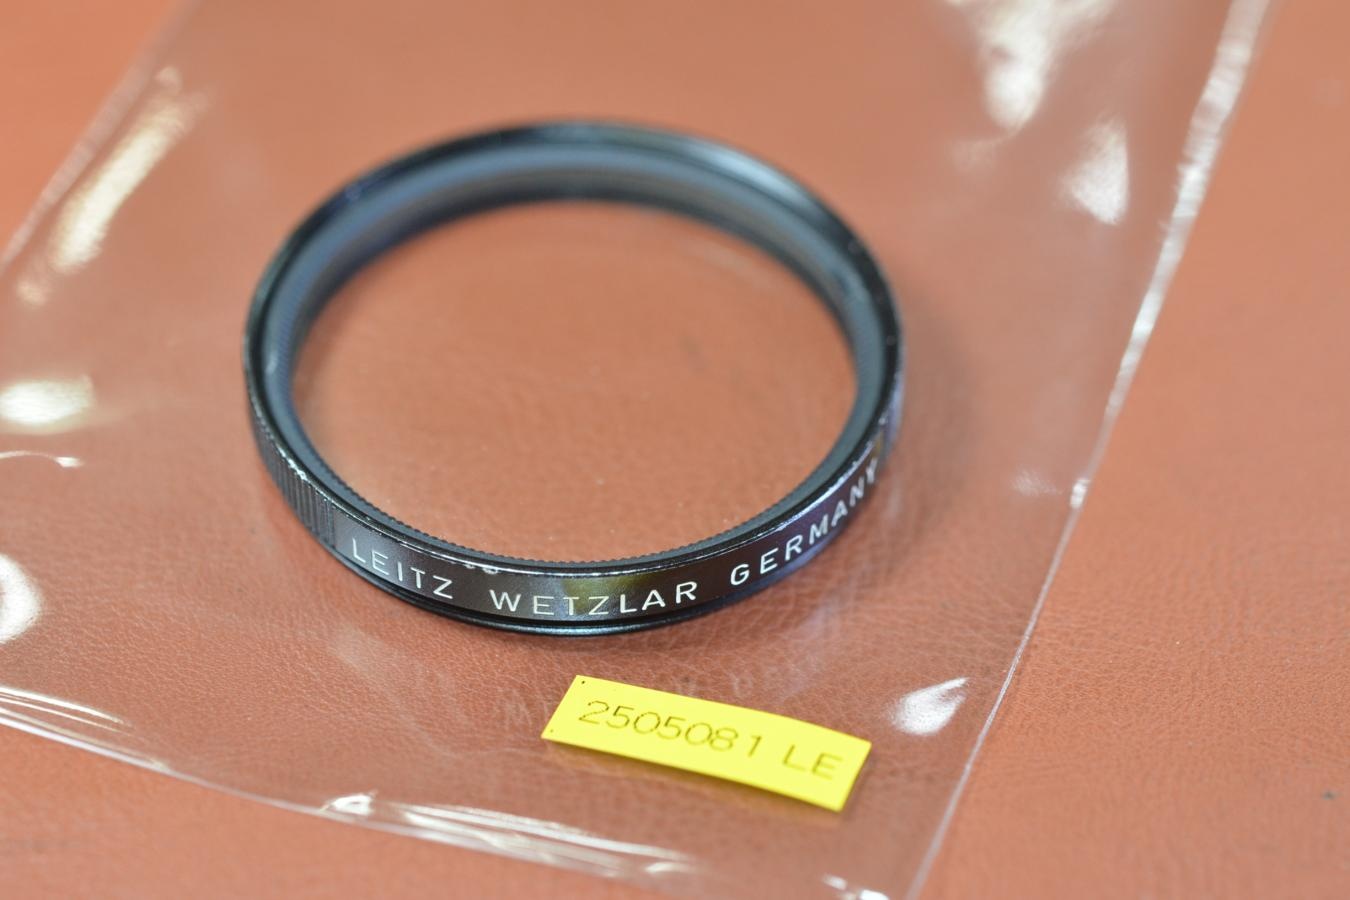 LEITZ WETZLAR GERMANY
2505081 LE